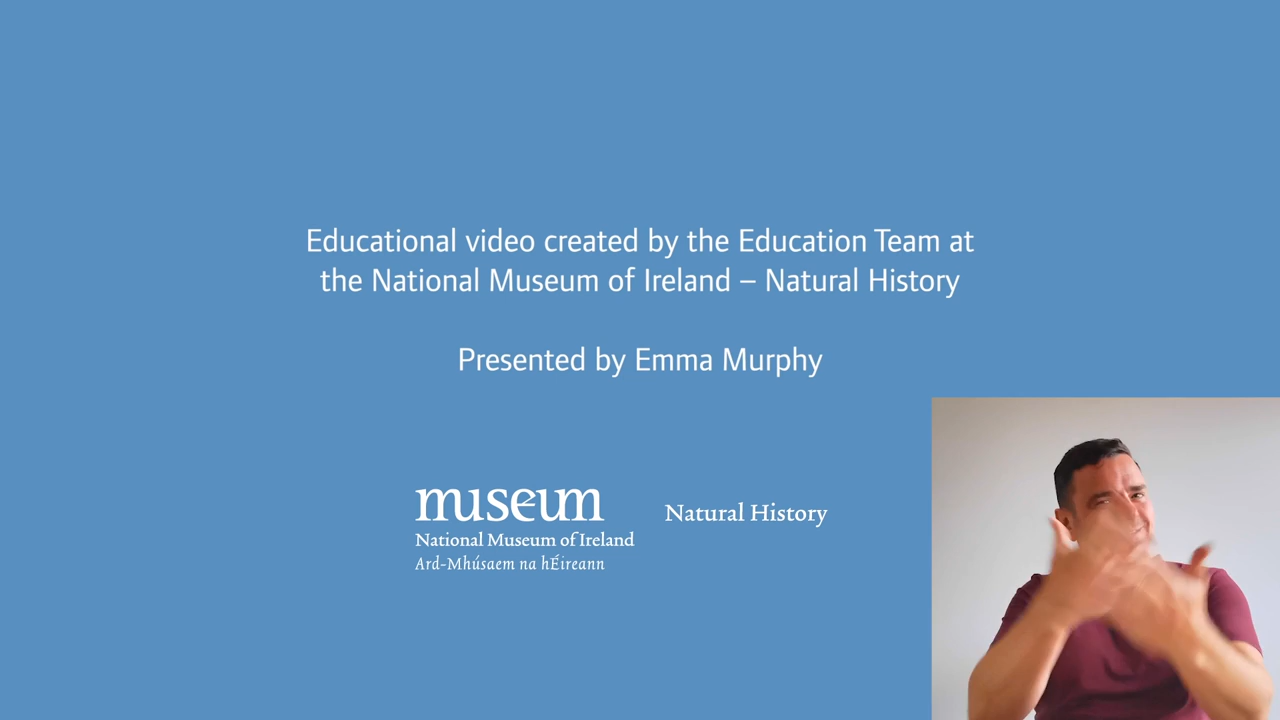 Educational video created by the Education Team at
the National Museum of Ireland – Natural History
Presented by Emma Murphy
museum
National Museum of Ireland
Ard-Mhúsaem na hÉireann
Natural History